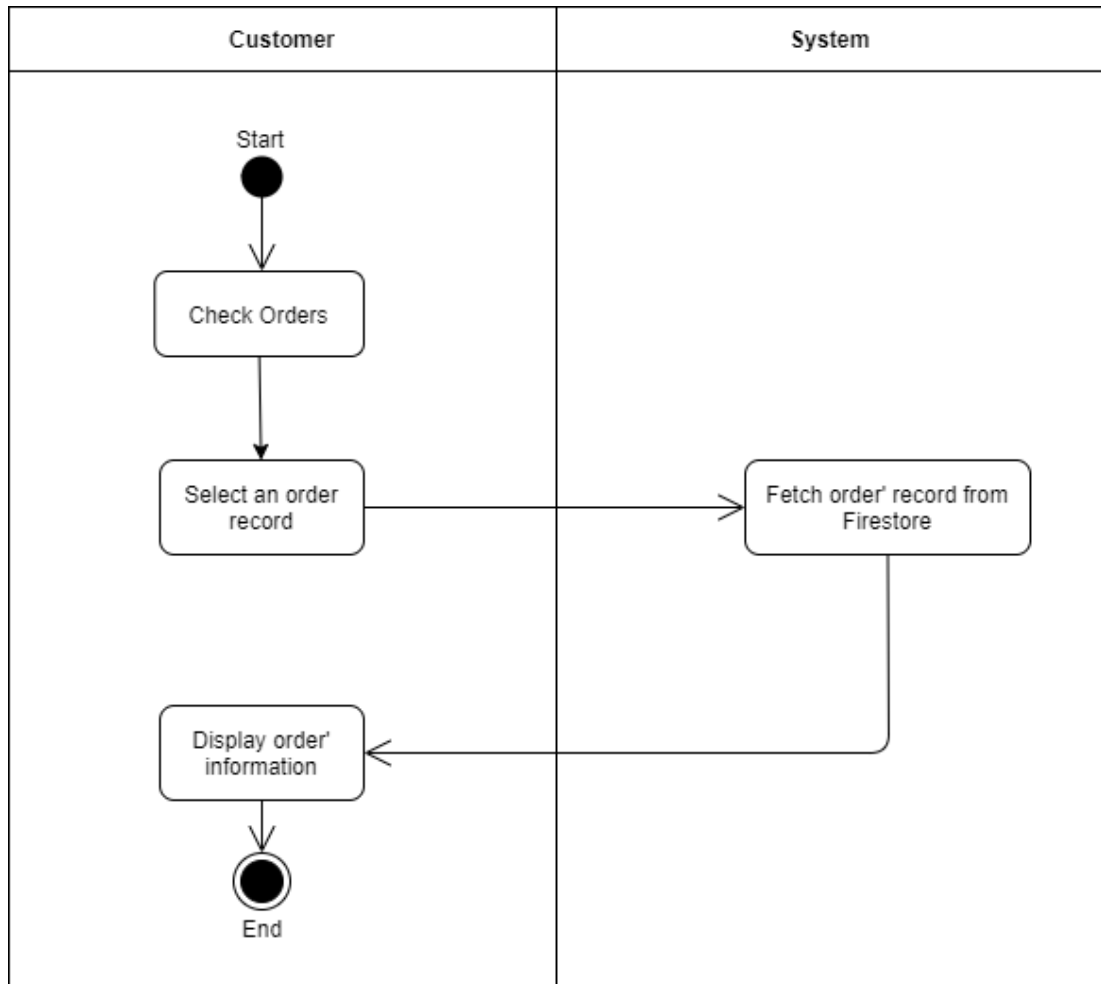 Customer
System
Start
Check Orders
Select an order
record
Fetch order' record from
Firestore
Display order'
information
End